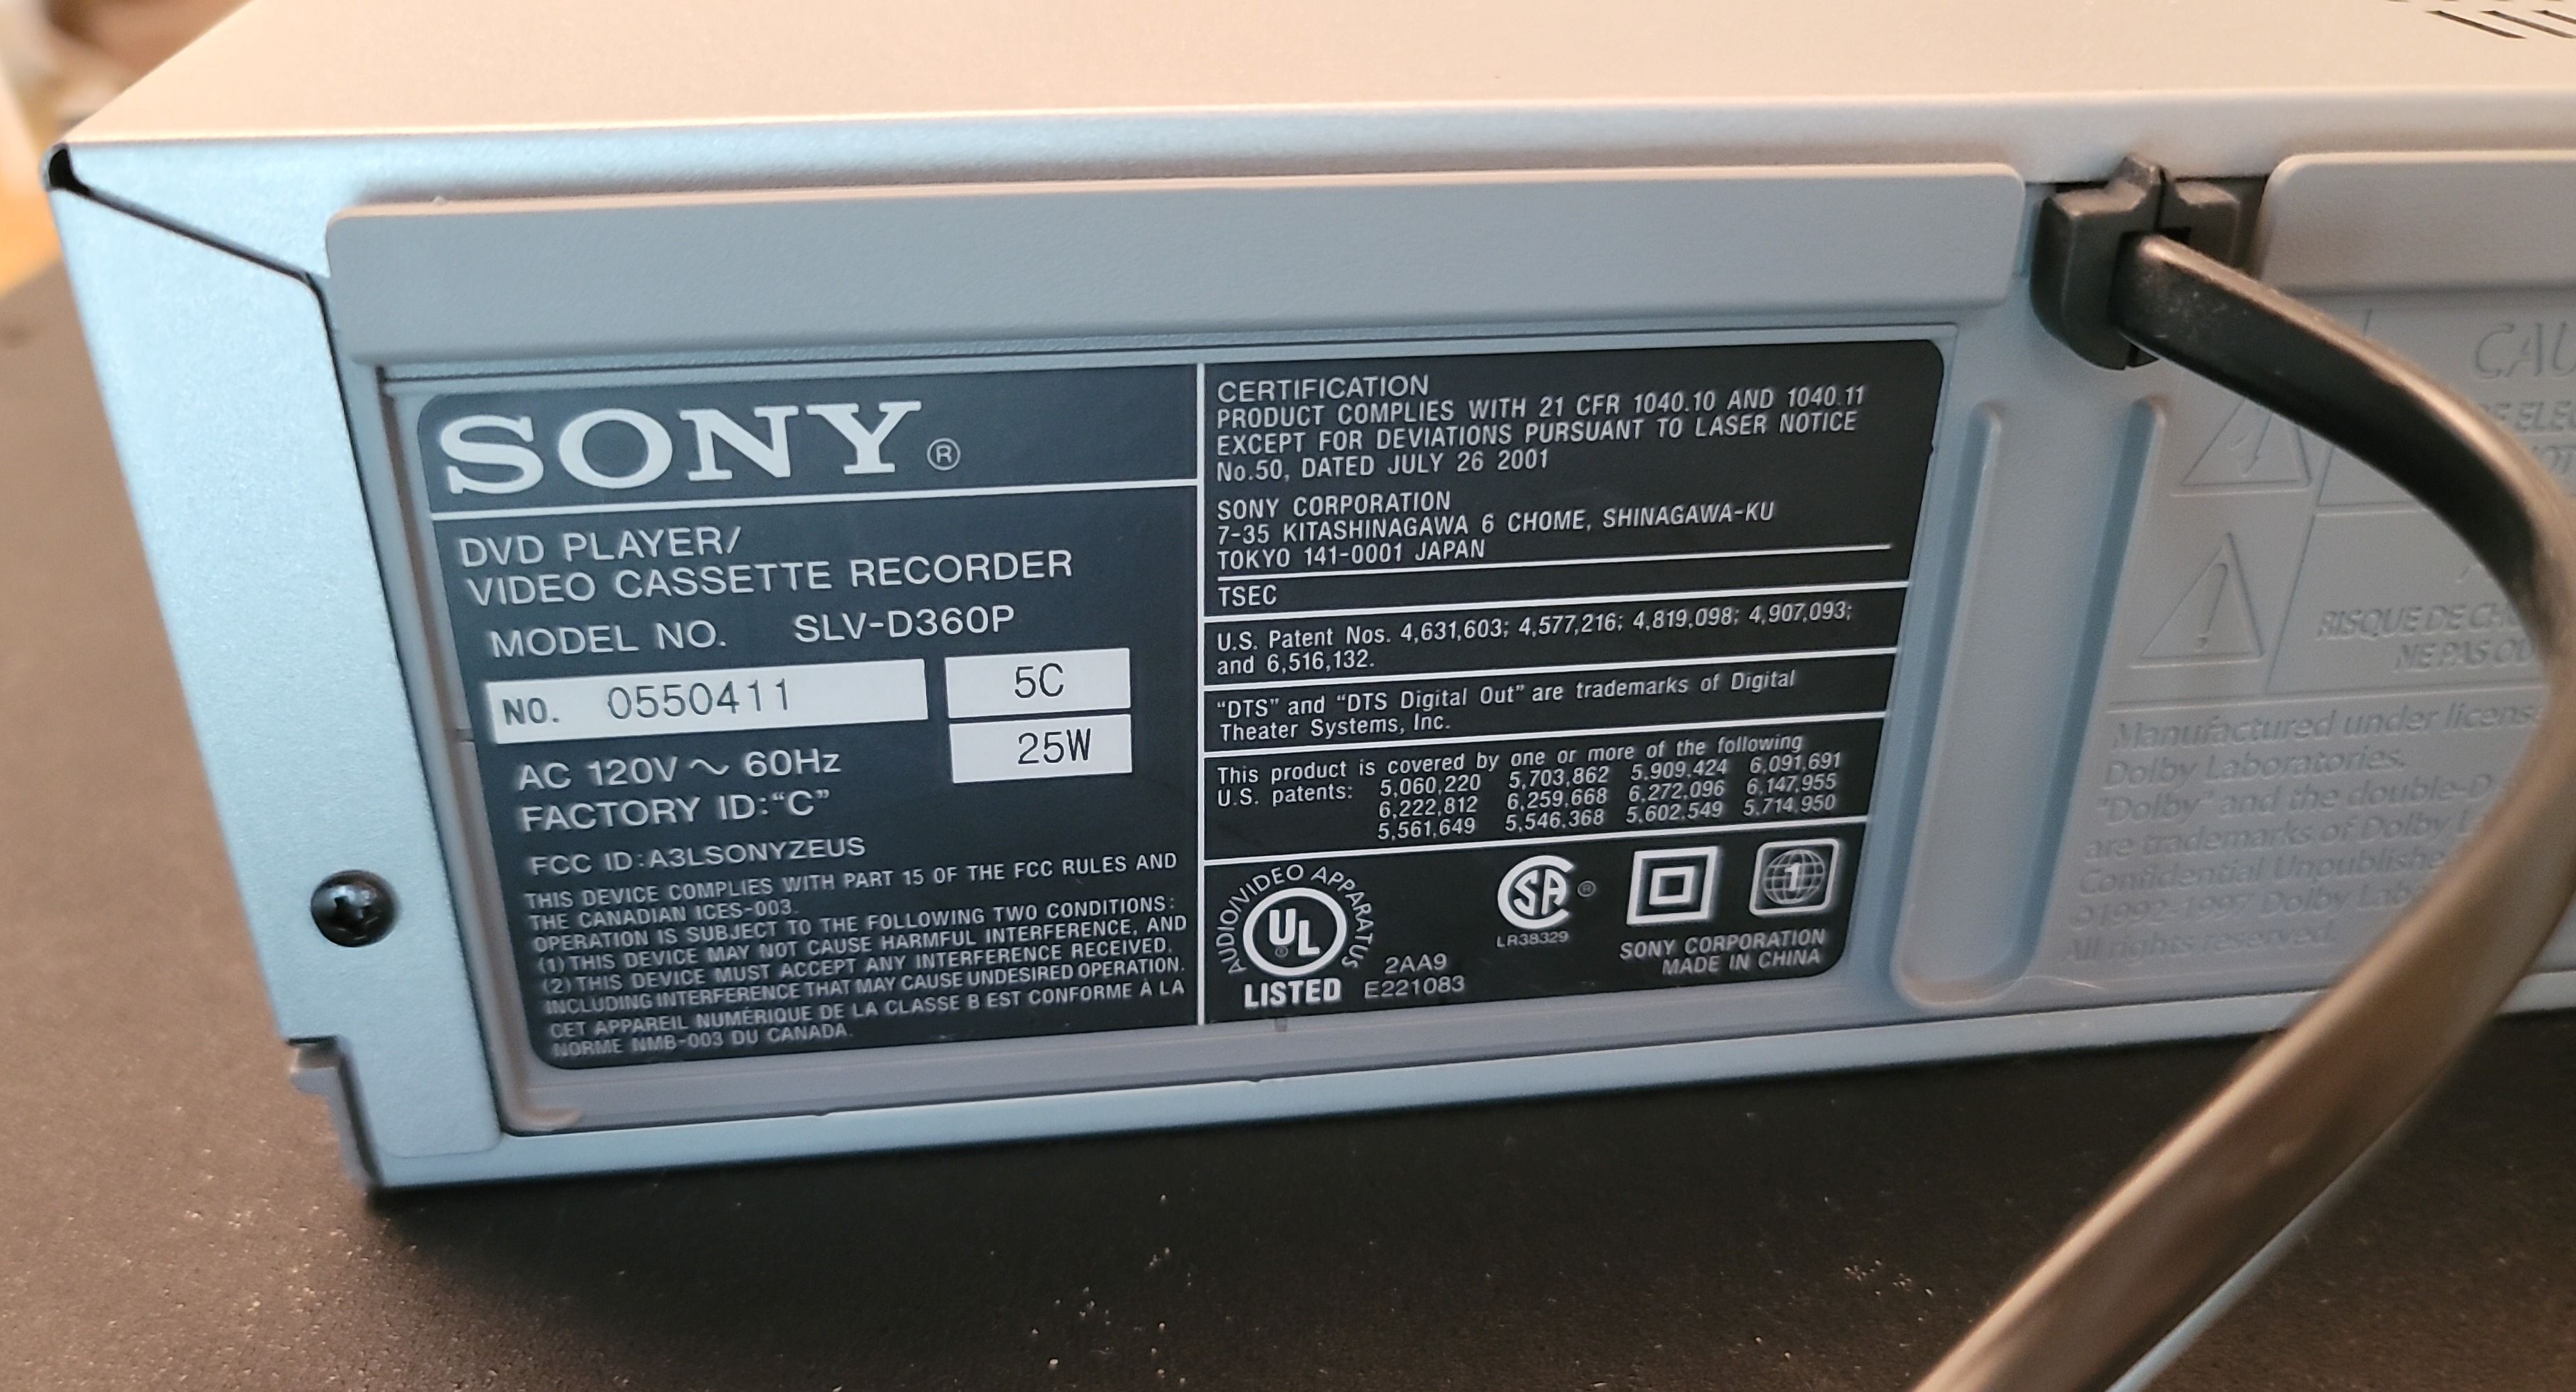 SONY®
DVD PLAYER/
VIDEO CASSETTE RECORDER
MODEL NO. SLV-D360P
NO. 0550411
5C
25W
AC 120V ~ 60Hz
FACTORY ID:“C”
FCC ID:A3LSONYZEUS
THIS DEVICE COMPLIES WITH PART 15 OF THE FCC RULES AND
THE CANADIAN ICES-003.
OPERATION IS SUBJECT TO THE FOLLOWING TWO CONDITIONS:
(1) THIS DEVICE MAY NOT CAUSE HARMFUL INTERFERENCE, AND
(2) THIS DEVICE MUST ACCEPT ANY INTERFERENCE RECEIVED,
INCLUDING INTERFERENCE THAT MAY CAUSE UNDESIRED OPERATION.
CET APPAREIL NUMÉRIQUE DE LA CLASSE B EST CONFORME À LA
NORME NMB-003 DU CANADA.
CERTIFICATION
PRODUCT COMPLIES WITH 21 CFR 1040.10 AND 1040.11
EXCEPT FOR DEVIATIONS PURSUANT TO LASER NOTICE
No.50, DATED JULY 26 2001
SONY CORPORATION
7-35 KITASHINAGAWA 6 CHOME, SHINAGAWA-KU
TOKYO 141-0001 JAPAN
TSEC
U.S. Patent Nos. 4,631,603; 4,577,216; 4,819,098; 4,907,093;
and 6,516,132.
“DTS” and “DTS Digital Out” are trademarks of Digital
Theater Systems, Inc.
This product is covered by one or more of the following
U.S. patents: 5,060,220 5,703,862 5,909,424 6,091,691
6,222,812 6,259,668 6,272,096 6,147,955
5,561,649 5,546,368 5,602,549 5,714,950
AUDIO/VIDEO APPARATUS
UL®
LISTED
2AA9
E221083
SA®
LR38329
1
SONY CORPORATION
MADE IN CHINA
CAU
RISQUE DE CH
NE PAS OU
Manufactured under license
Dolby Laboratories.
"Dolby" and the double-D
are trademarks of Dolby L
Confidential Unpublishe
©1992-1997 Dolby Lab
All rights reserved.